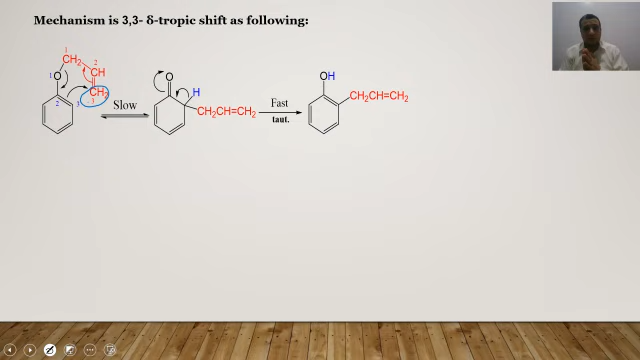 Mechanism is 3,3- δ-tropic shift as following:
1
CH₂
2
CH
1 O
CH₂
3
2
3
Slow
O
H
CH₂CH=CH₂
Fast
taut.
OH
CH₂CH=CH₂